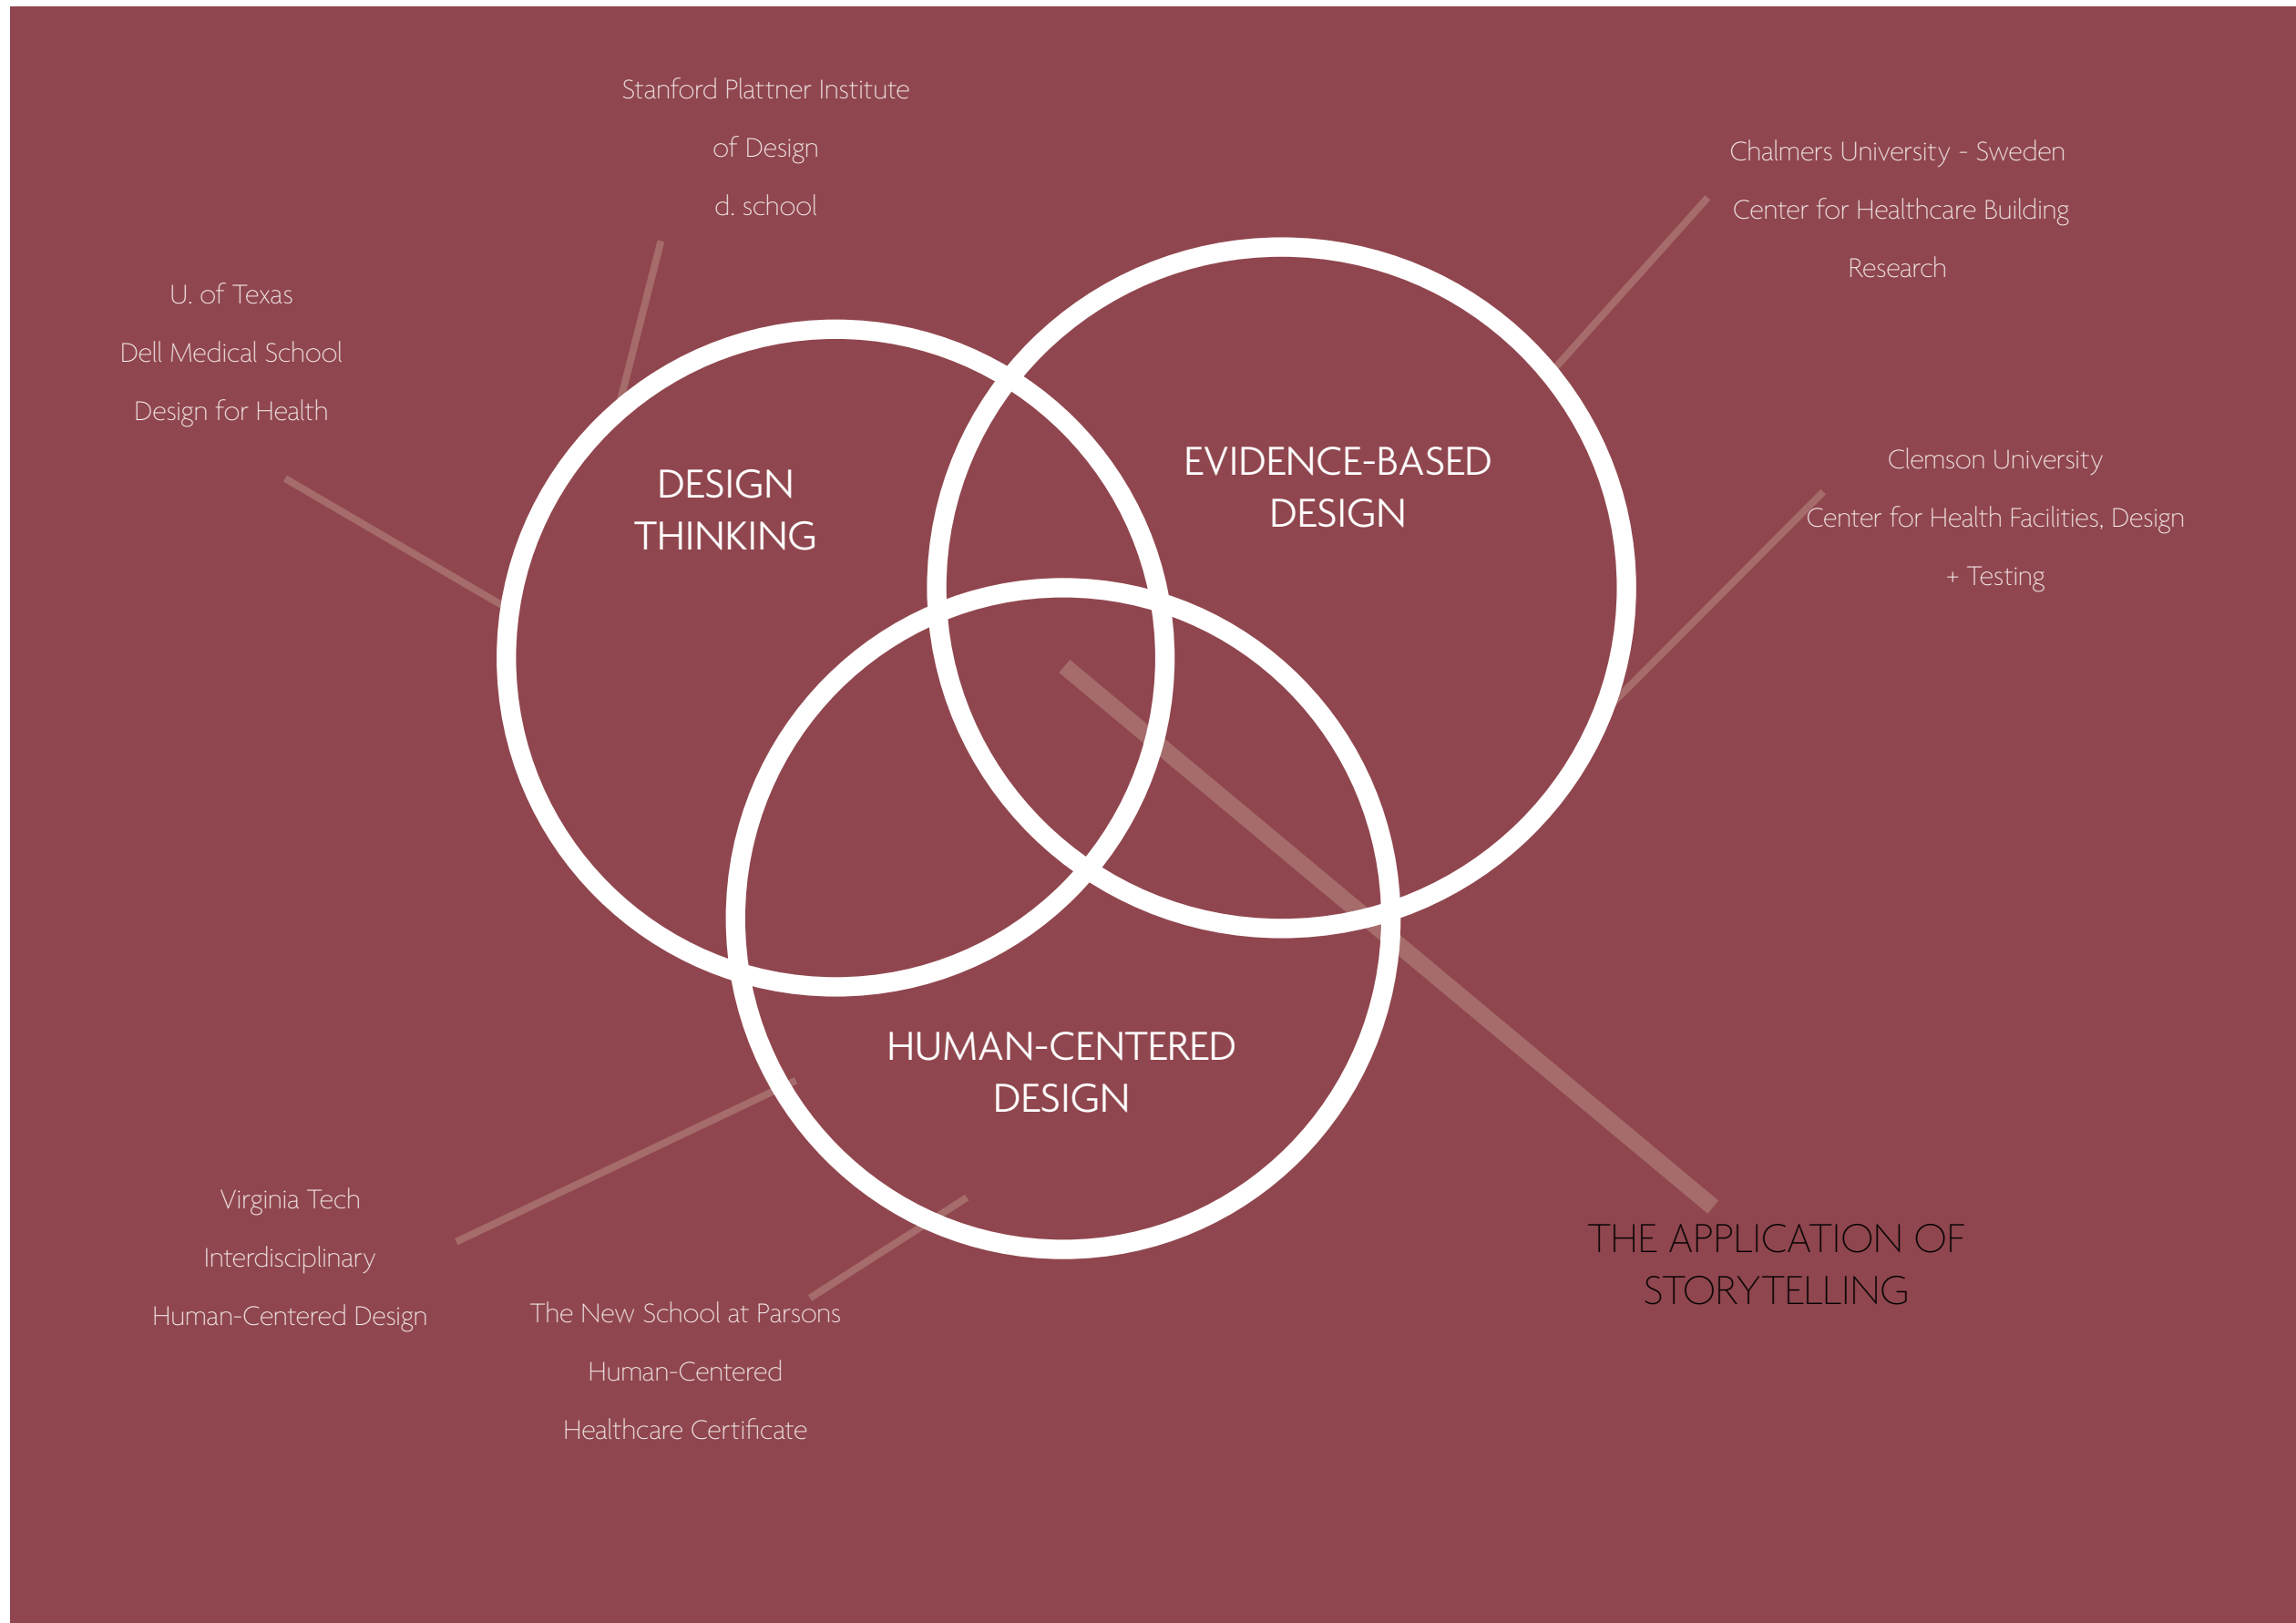 Stanford Plattner Institute
of Design
d. school
Chalmers University - Sweden
Center for Healthcare Building
Research
U. of Texas
Dell Medical School
Design for Health
DESIGN
THINKING
EVIDENCE-BASED
DESIGN
Clemson University
Center for Health Facilities, Design
+ Testing
HUMAN-CENTERED
DESIGN
Virginia Tech
Interdisciplinary
Human-Centered Design
The New School at Parsons
Human-Centered
Healthcare Certificate
THE APPLICATION OF
STORYTELLING